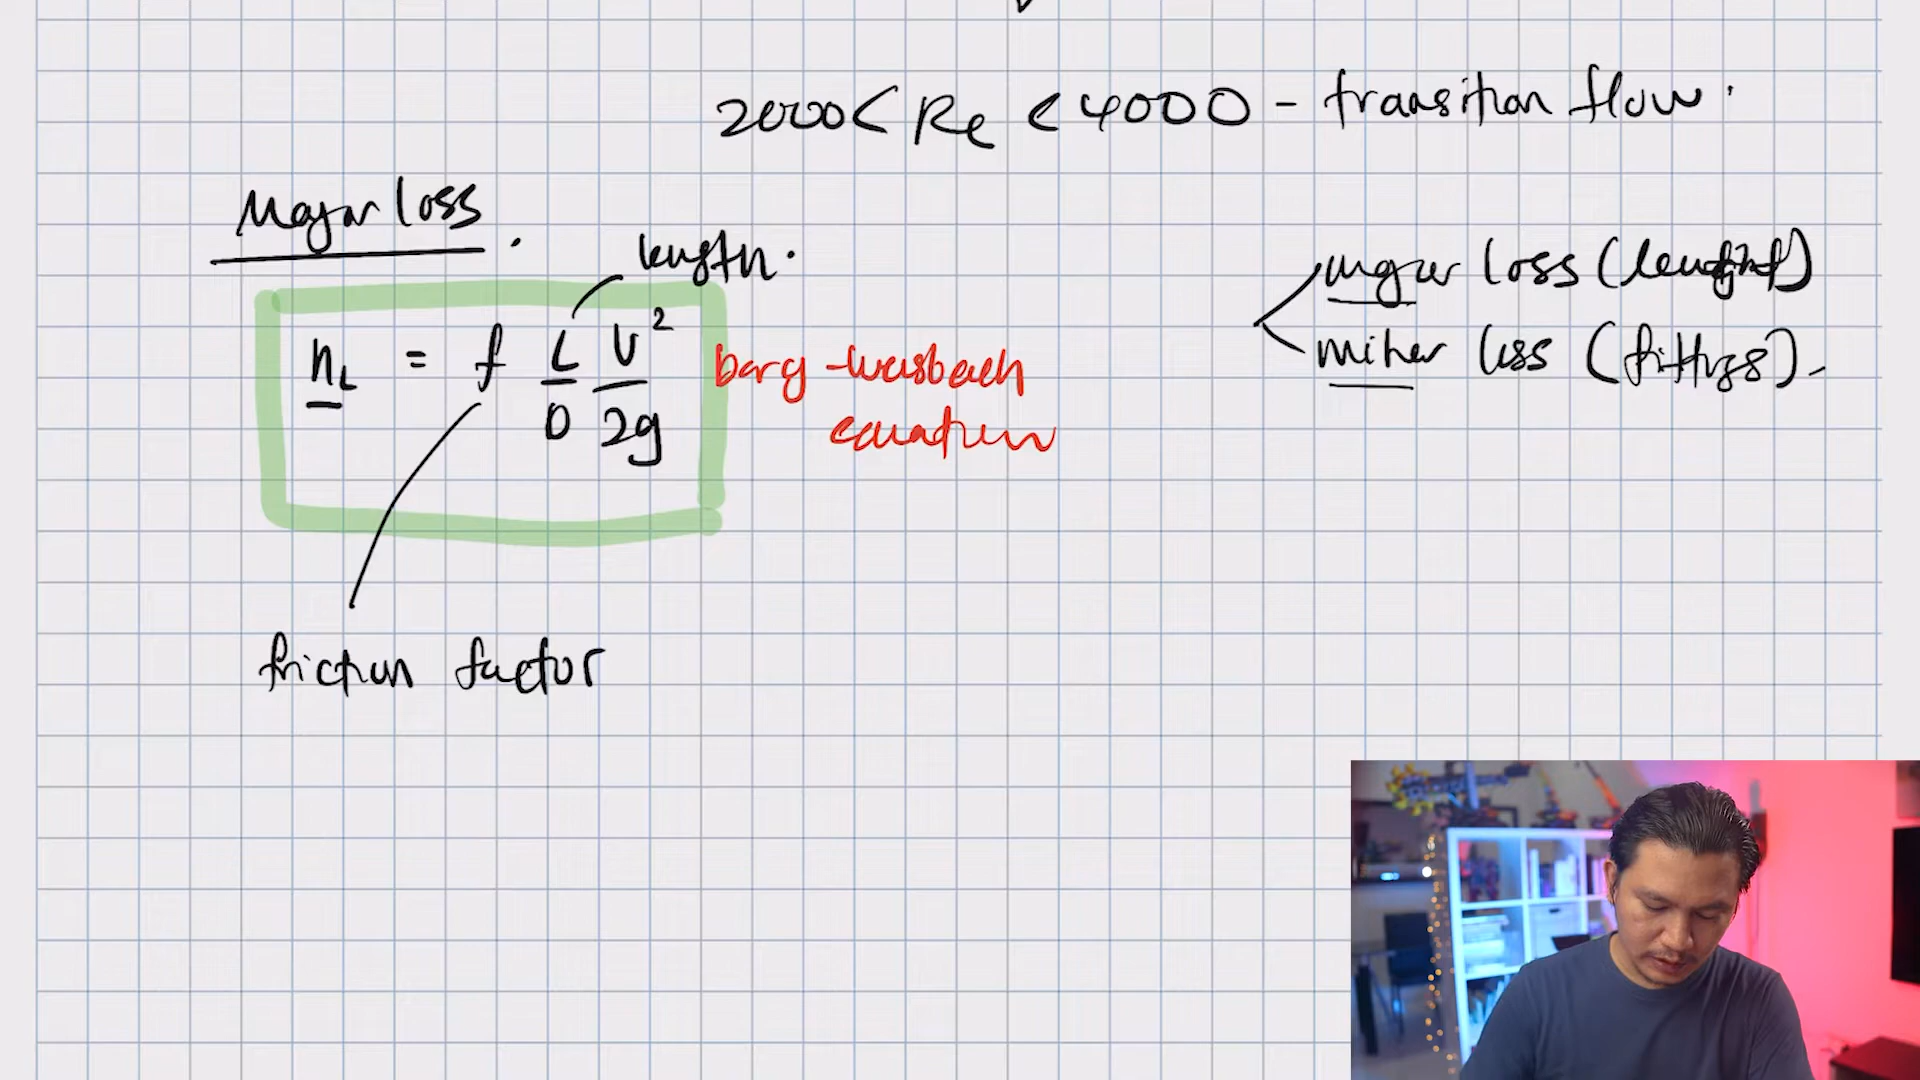 2000 < Re < 4000 - transition flow.
Major loss.
length.
major loss (length)
minor loss (fittings).
hL = f L/D V²/2g
Darcy-Weisbach
equation
friction factor